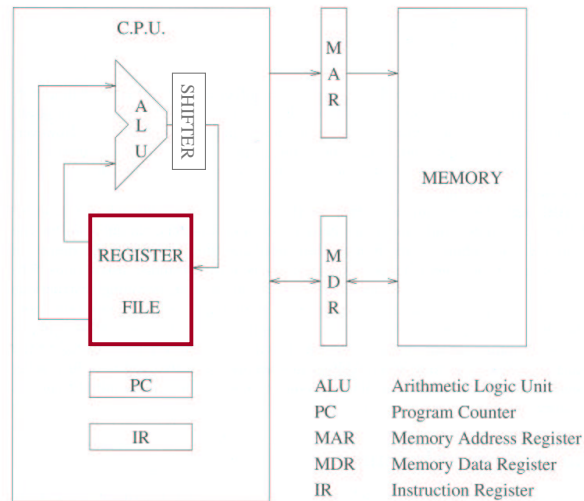 C.P.U.
M
A
R
A
L
U
SHIFTER
MEMORY
REGISTER
FILE
M
D
R
PC
IR
ALU Arithmetic Logic Unit
PC Program Counter
MAR Memory Address Register
MDR Memory Data Register
IR Instruction Register